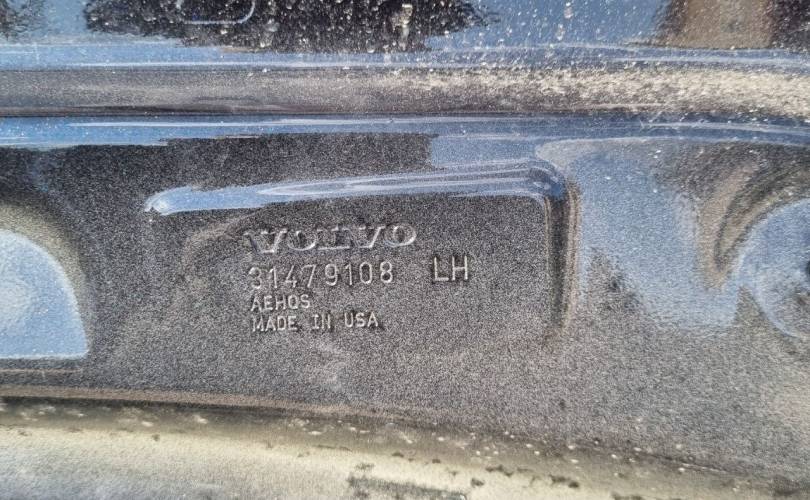 VOLVO
31479108 LH
AEHOS
MADE IN USA